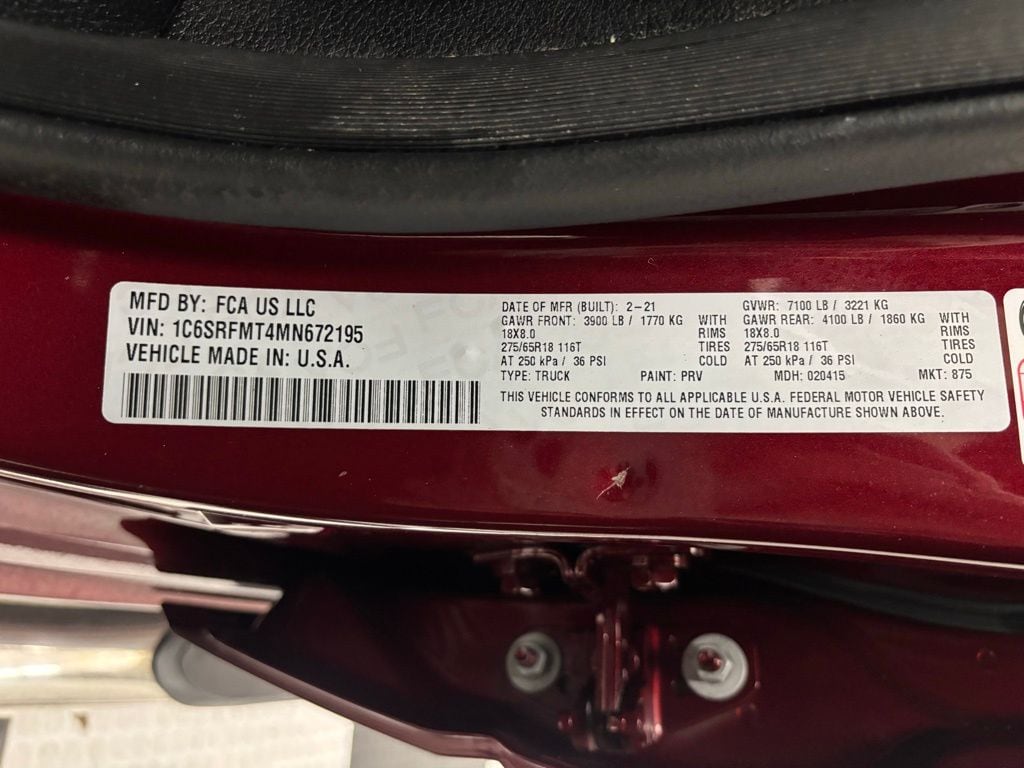 MFD BY: FCA US LLC
VIN: 1C6SRFMT4MN672195
VEHICLE MADE IN: U.S.A.
DATE OF MFR (BUILT): 2-21 GVWR: 7100 LB / 3221 KG
GAWR FRONT: 3900 LB / 1770 KG WITH GAWR REAR: 4100 LB / 1860 KG WITH
18X8.0 RIMS 18X8.0 RIMS
275/65R18 116T TIRES 275/65R18 116T TIRES
AT 250 kPa / 36 PSI COLD AT 250 kPa / 36 PSI COLD
TYPE: TRUCK PAINT: PRV MDH: 020415 MKT: 875
THIS VEHICLE CONFORMS TO ALL APPLICABLE U.S.A. FEDERAL MOTOR VEHICLE SAFETY
STANDARDS IN EFFECT ON THE DATE OF MANUFACTURE SHOWN ABOVE.